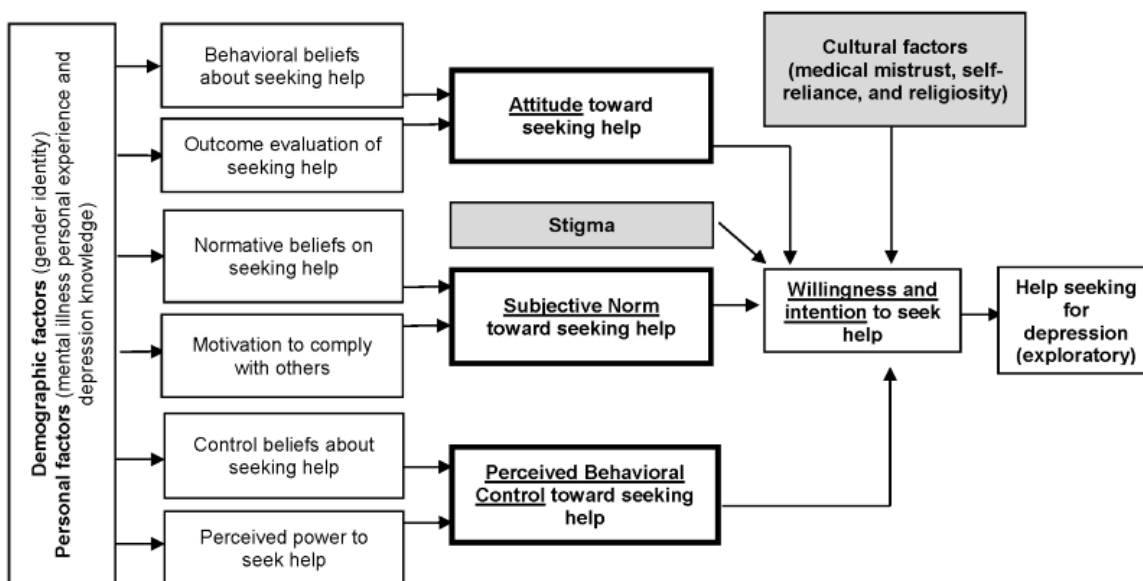 Demographic factors (gender identity)
Personal factors (mental illness personal experience and
depression knowledge)
Behavioral beliefs
about seeking help
Outcome evaluation of
seeking help
Normative beliefs on
seeking help
Motivation to comply
with others
Control beliefs about
seeking help
Perceived power to
seek help
Attitude toward
seeking help
Stigma
Subjective Norm
toward seeking help
Perceived Behavioral
Control toward seeking
help
Cultural factors
(medical mistrust, self-
reliance, and religiosity)
Willingness and
intention to seek
help
Help seeking
for
depression
(exploratory)